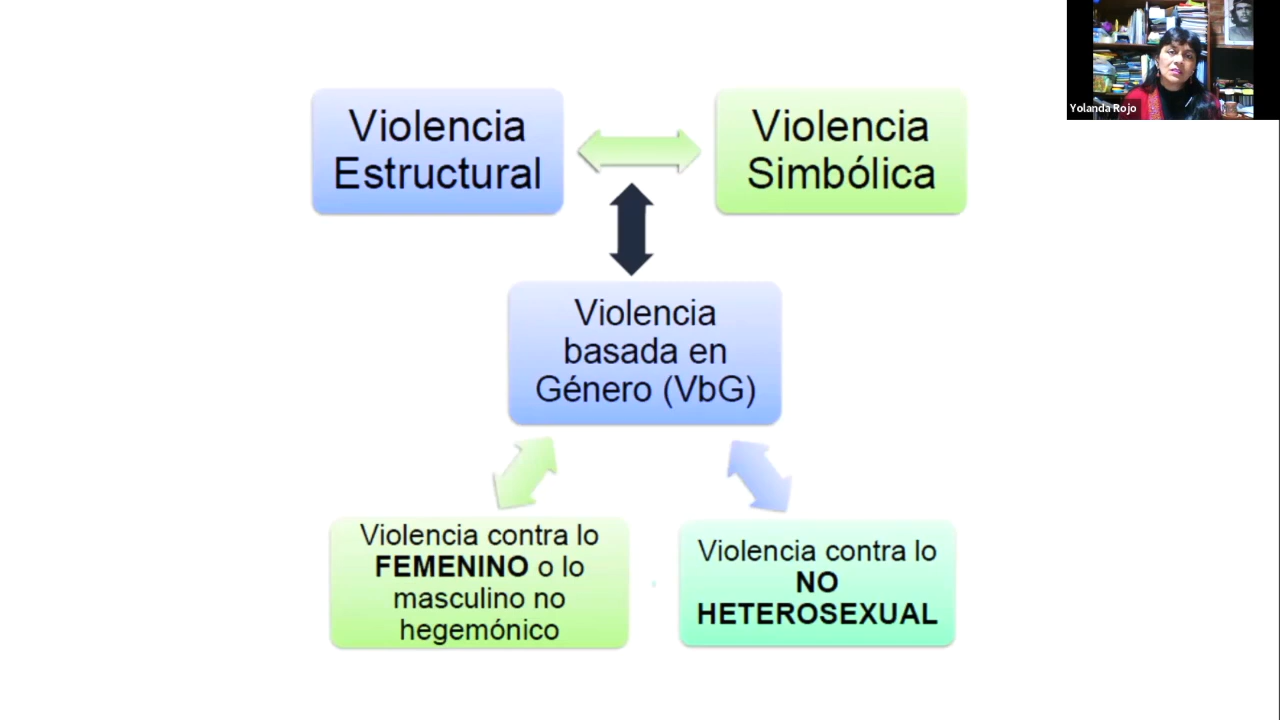 Yolanda Rojo
Violencia
Estructural
Violencia
Simbólica
Violencia
basada en
Género (VbG)
Violencia contra lo
FEMENINO o lo
masculino no
hegemónico
Violencia contra lo
NO
HETEROSEXUAL